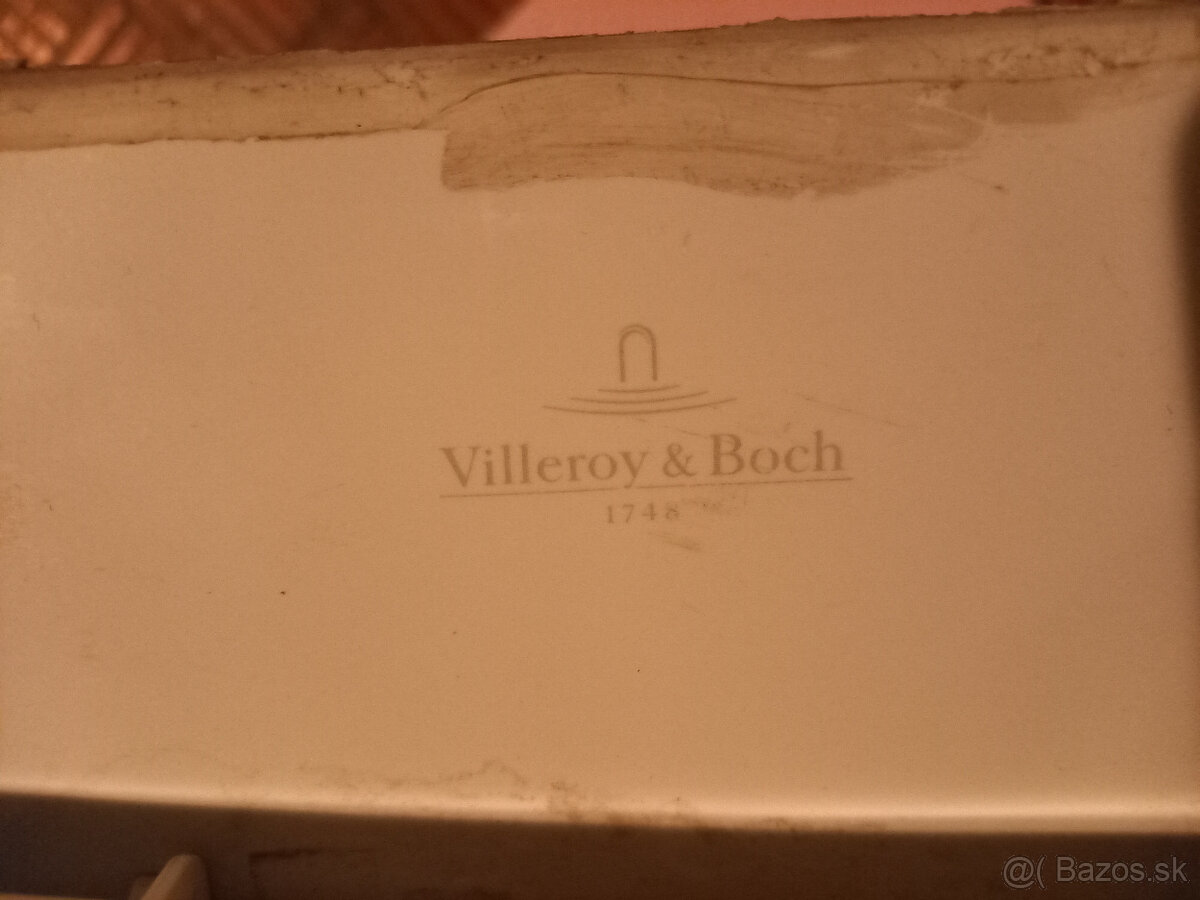 Villeroy & Boch
1748
@( Bazos.sk